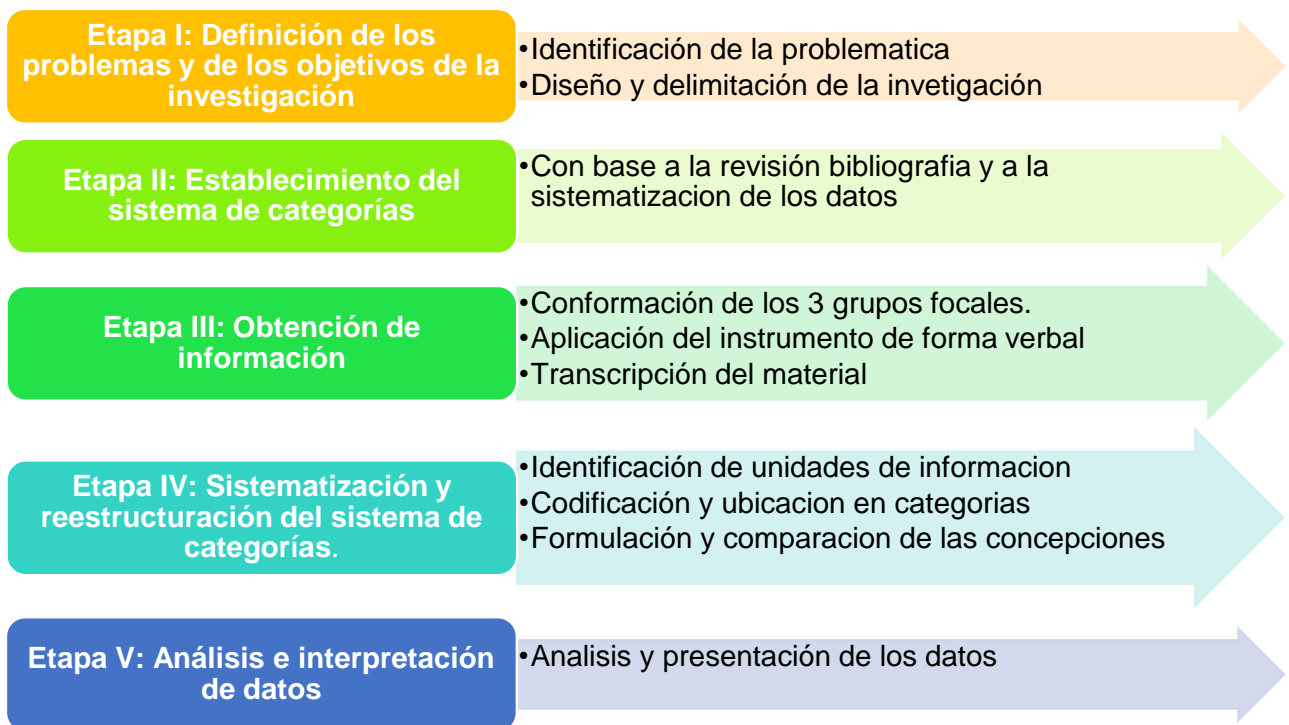 Etapa I: Definición de los
problemas y de los objetivos de la
investigación
•Identificación de la problematica
•Diseño y delimitación de la invetigación
Etapa II: Establecimiento del
sistema de categorías
•Con base a la revisión bibliografia y a la
sistematizacion de los datos
Etapa III: Obtención de
información
•Conformación de los 3 grupos focales.
•Aplicación del instrumento de forma verbal
•Transcripción del material
Etapa IV: Sistematización y
reestructuración del sistema de
categorías.
•Identificación de unidades de informacion
•Codificación y ubicacion en categorias
•Formulación y comparacion de las concepciones
Etapa V: Análisis e interpretación
de datos
•Analisis y presentación de los datos